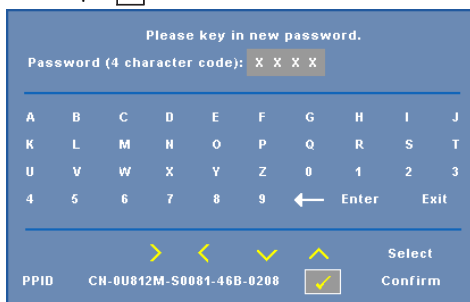 Please key in new password.
Password (4 character code): X X X X
A B C D E F G H I J
K L M N O P Q R S T
U V W X Y Z 0 1 2 3
4 5 6 7 8 9 Enter Exit
Select
PPID CN-0U812M-S0081-46B-0208 Confirm